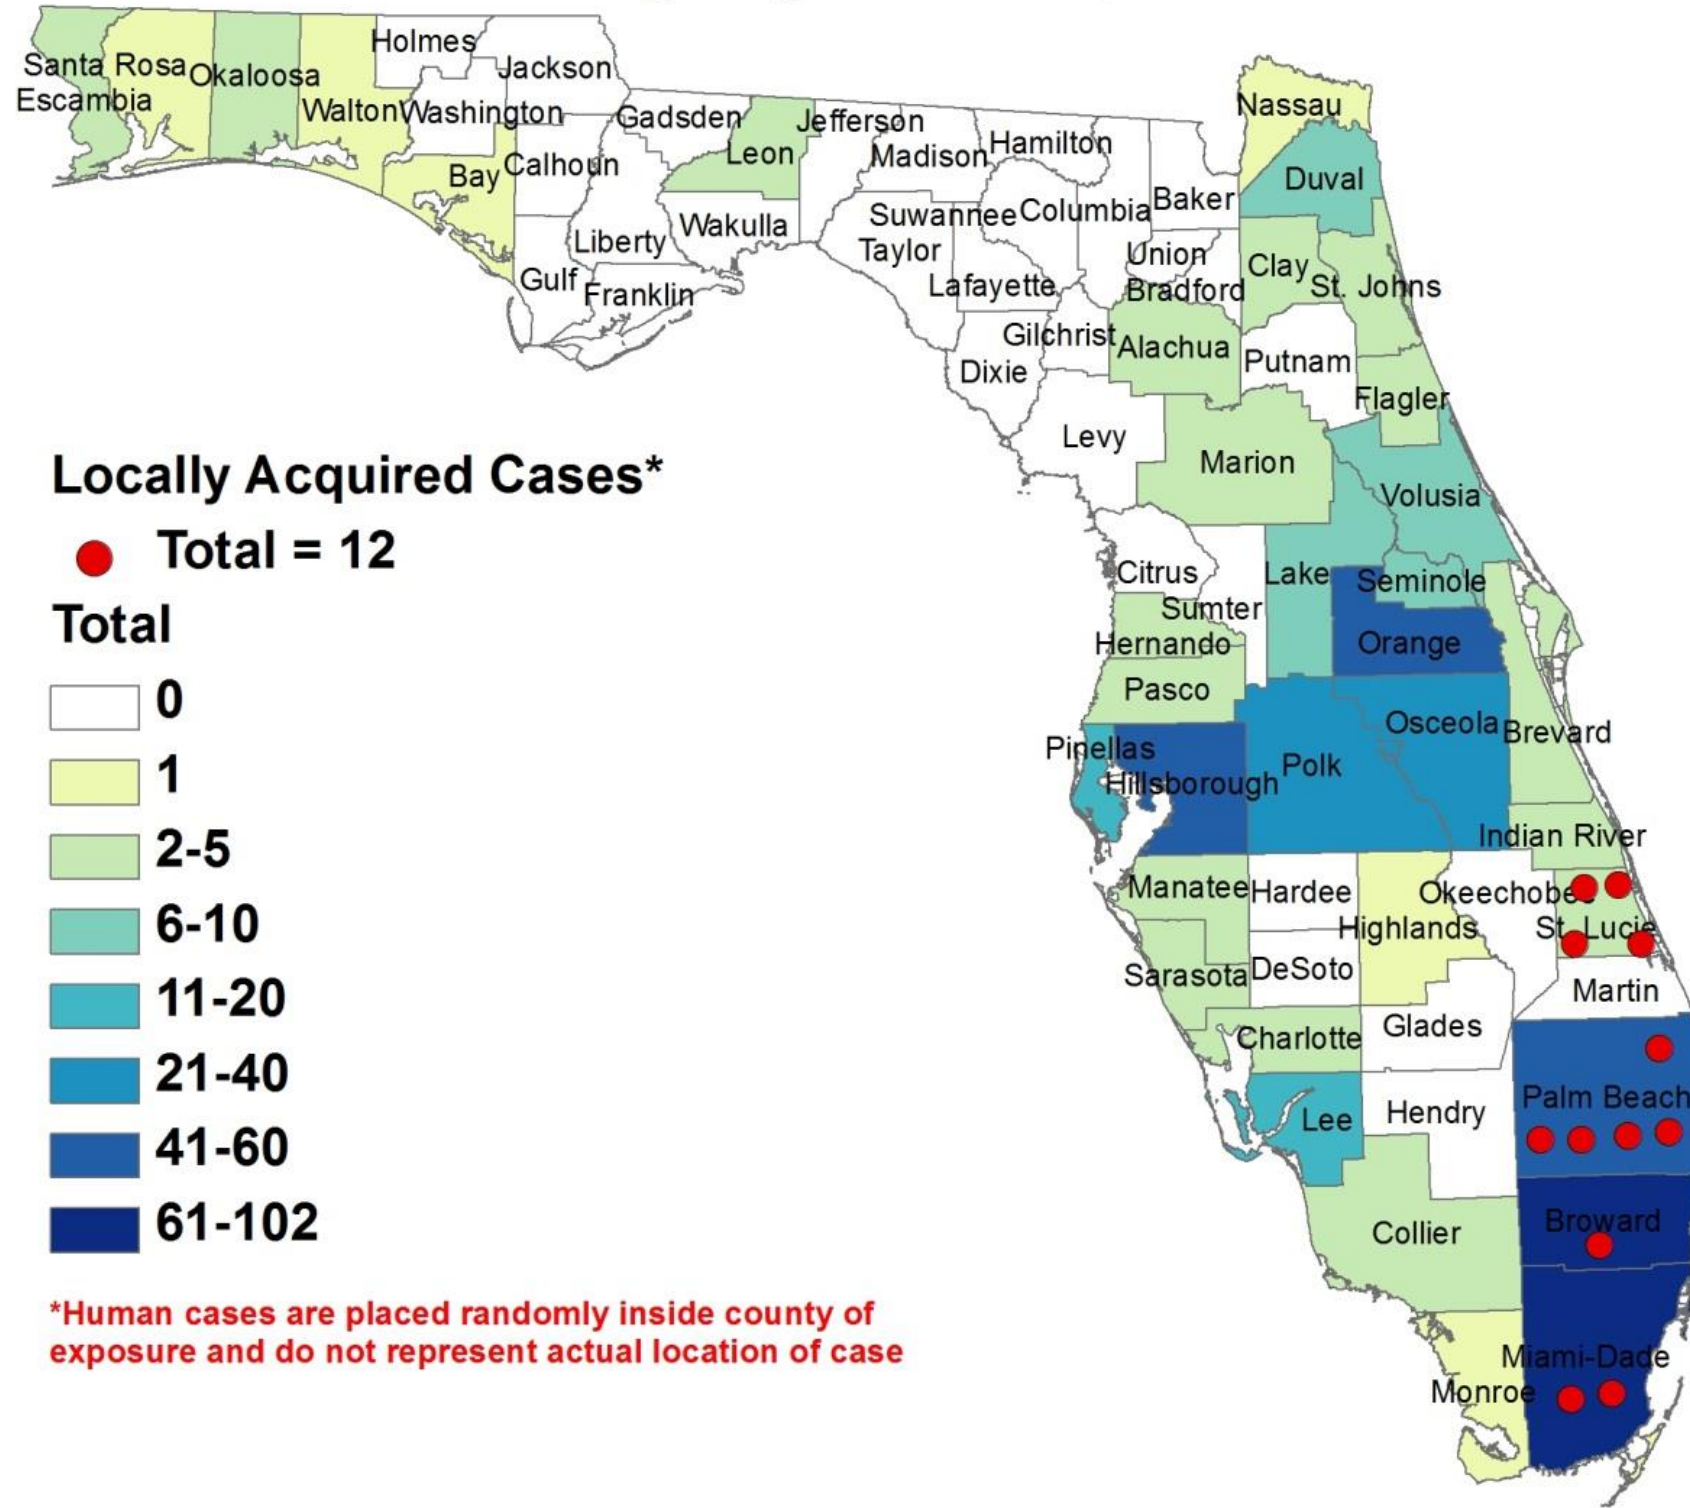 Holmes
Jackson
Santa Rosa
Okaloosa
Escambia
Walton
Washington
Gadsden
Jefferson
Nassau
Leon
Madison
Hamilton
Calhoun
Bay
Duval
Baker
Suwannee
Columbia
Wakulla
Liberty
Taylor
Union
Clay
Gulf
Franklin
Lafayette
Bradford
St. Johns
Gilchrist
Alachua
Putnam
Dixie
Flagler
Levy
Marion
Volusia
Locally Acquired Cases*
Total = 12
Total
0
1
2-5
6-10
11-20
21-40
41-60
61-102
*Human cases are placed randomly inside county of
exposure and do not represent actual location of case
Citrus
Lake
Seminole
Sumter
Hernando
Orange
Pasco
Osceola
Brevard
Pinellas
Polk
Hillsborough
Indian River
Manatee
Hardee
Okeechobee
Highlands
St. Lucie
Sarasota
DeSoto
Martin
Charlotte
Glades
Palm Beach
Lee
Hendry
Broward
Collier
Miami-Dade
Monroe